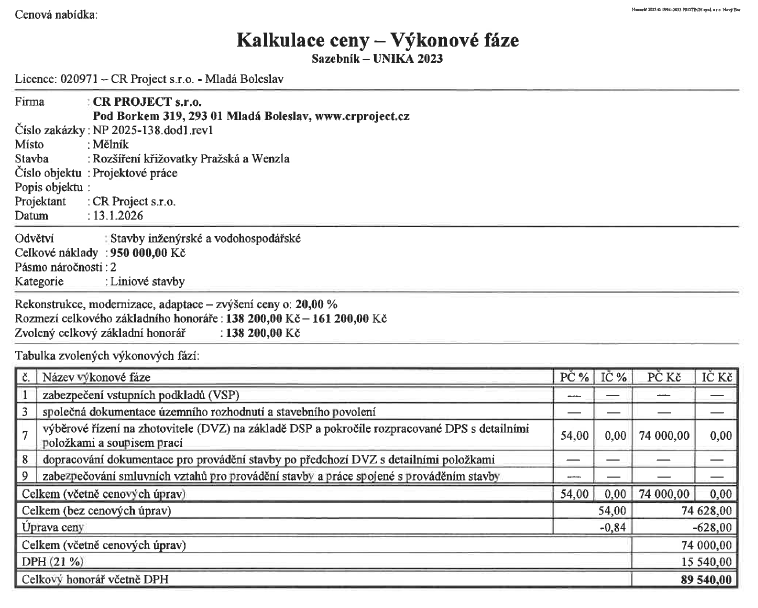 Cenová nabídka:
Kalkulace ceny – Výkonové fáze
Sazebník – UNIKA 2023
Licence: 020971 – CR Project s.r.o. - Mladá Boleslav
Firma : CR PROJECT s.r.o.
Pod Borkem 319, 293 01 Mladá Boleslav, www.crproject.cz
Číslo zakázky : NP 2025-138.dod1.rev1
Místo : Mělník
Stavba : Rozšíření křižovatky Pražská a Wenzla
Číslo objektu : Projektové práce
Popis objektu :
Projektant : CR Project s.r.o.
Datum : 13.1.2026
Odvětví : Stavby inženýrské a vodohospodářské
Celkové náklady : 950 000,00 Kč
Pásmo náročnosti : 2
Kategorie : Liniové stavby
Rekonstrukce, modernizace, adaptace – zvýšení ceny o: 20,00 %
Rozmezí celkového základního honoráře : 138 200,00 Kč – 161 200,00 Kč
Zvolený celkový základní honorář : 138 200,00 Kč
Tabulka zvolených výkonových fází:
č. Název výkonové fáze PČ % IČ % PČ Kč IČ Kč
1 zabezpečení vstupních podkladů (VSP) — — — —
3 společná dokumentace územního rozhodnutí a stavebního povolení — — — —
7 výběrové řízení na zhotovitele (DVZ) na základě DSP a pokročile rozpracované DPS s detailními položkami a soupisem prací 54,00 0,00 74 000,00 0,00
8 dopracování dokumentace pro provádění stavby po předchozí DVZ s detailními položkami — — — —
9 zabezpečování smluvních vztahů pro provádění stavby a práce spojené s prováděním stavby — — — —
Celkem (včetně cenových úprav) 54,00 0,00 74 000,00 0,00
Celkem (bez cenových úprav) 54,00 74 628,00
Úprava ceny -0,84 -628,00
Celkem (včetně cenových úprav) 74 000,00
DPH (21 %) 15 540,00
Celkový honorář včetně DPH 89 540,00